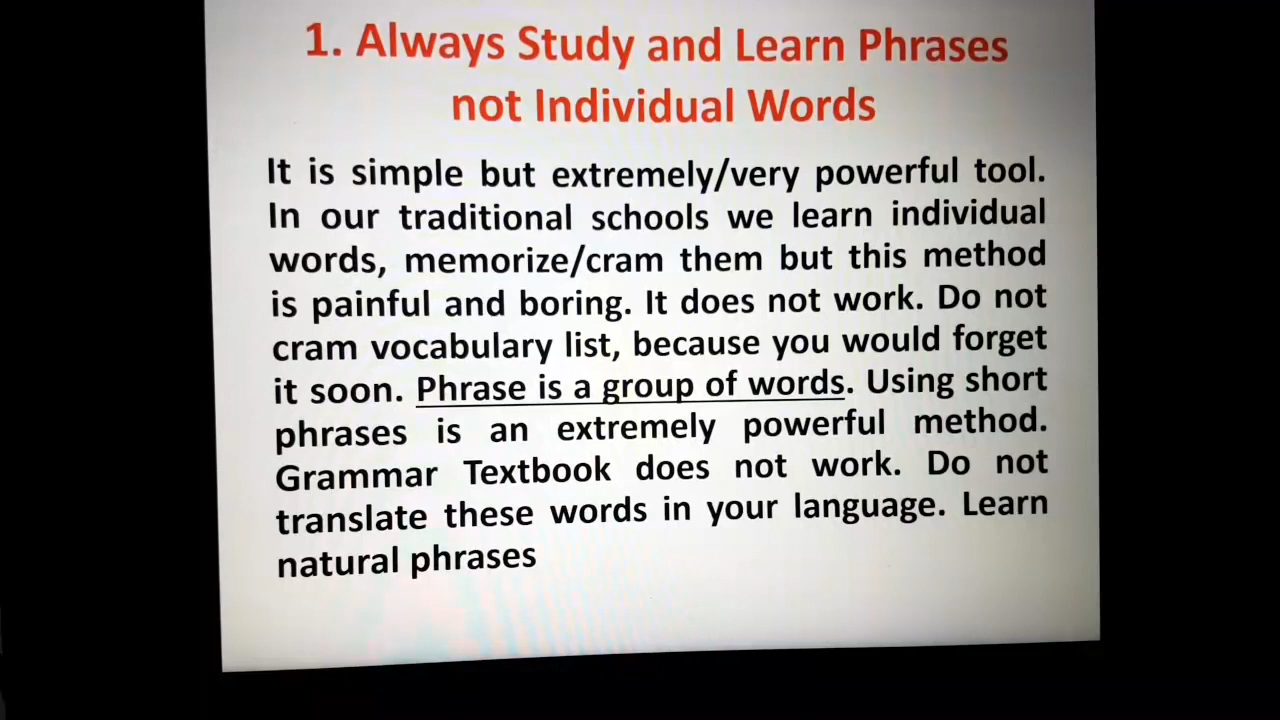 1. Always Study and Learn Phrases
not Individual Words
It is simple but extremely/very powerful tool.
In our traditional schools we learn individual
words, memorize/cram them but this method
is painful and boring. It does not work. Do not
cram vocabulary list, because you would forget
it soon. Phrase is a group of words. Using short
phrases is an extremely powerful method.
Grammar Textbook does not work. Do not
translate these words in your language. Learn
natural phrases